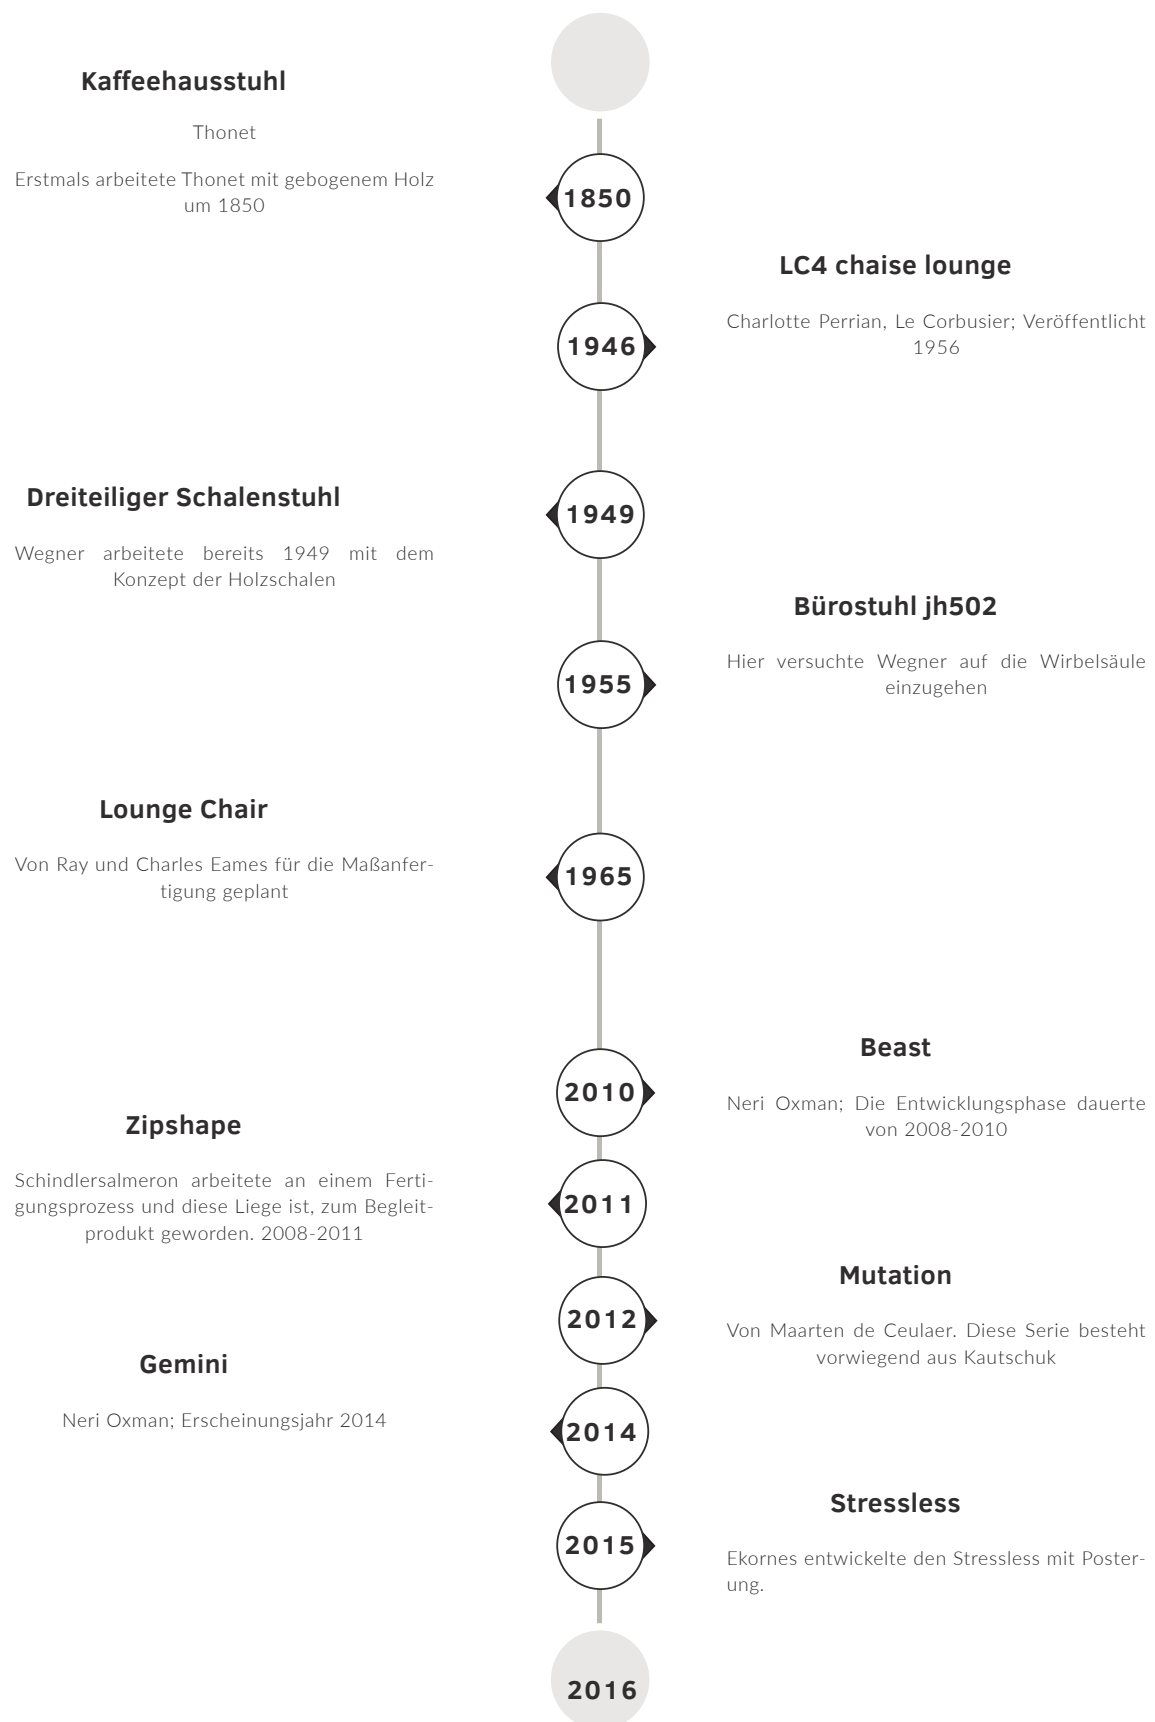 Kaffeehausstuhl
Thonet
Erstmals arbeitete Thonet mit gebogenem Holz
um 1850
1850
LC4 chaise lounge
Charlotte Perrian, Le Corbusier; Veröffentlicht
1956
1946
Dreiteiliger Schalenstuhl
Wegner arbeitete bereits 1949 mit dem
Konzept der Holzschalen
1949
Bürostuhl jh502
Hier versuchte Wegner auf die Wirbelsäule
einzugehen
1955
Lounge Chair
Von Ray und Charles Eames für die Maßanfer-
tigung geplant
1965
Beast
Neri Oxman; Die Entwicklungsphase dauerte
von 2008-2010
2010
Zipshape
Schindlersalmeron arbeitete an einem Ferti-
gungsprozess und diese Liege ist, zum Begleit-
produkt geworden. 2008-2011
2011
Mutation
Von Maarten de Ceulaer. Diese Serie besteht
vorwiegend aus Kautschuk
2012
Gemini
Neri Oxman; Erscheinungsjahr 2014
2014
Stressless
Ekornes entwickelte den Stressless mit Poster-
ung.
2015
2016